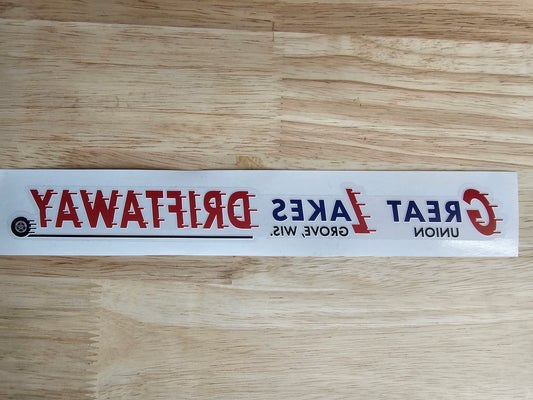 GREAT LAKES DRIFTAWAY
UNION GROVE, WIS.